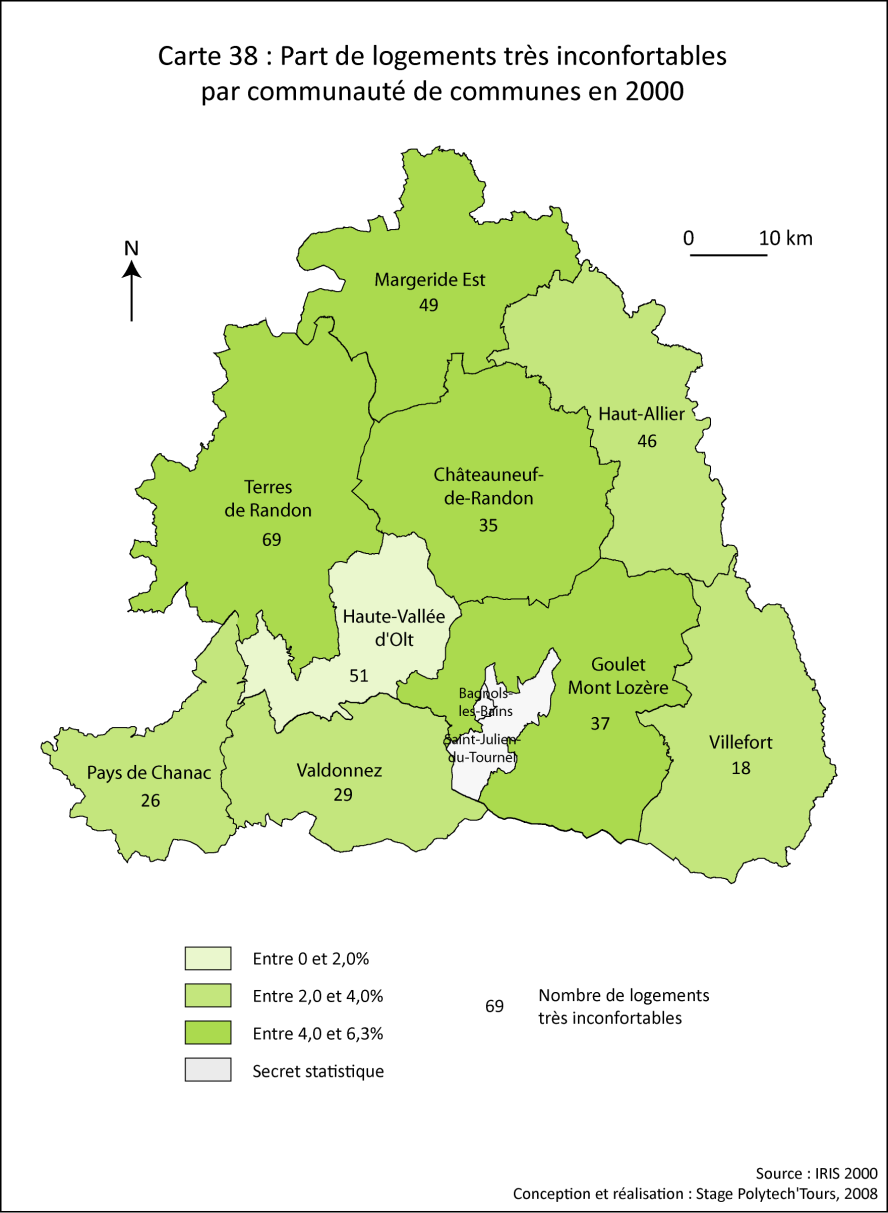 Carte 38 : Part de logements très inconfortables
par communauté de communes en 2000
N
0 10 km
Margeride Est
49
Haut-Allier
46
Châteauneuf-
de-Randon
35
Terres
de Randon
69
Haute-Vallée
d'Olt
51
Goulet
Mont Lozère
37
Bagnols-
les-Bains
Saint-Julien-
du-Tournel
Villefort
18
Pays de Chanac
26
Valdonnez
29
Entre 0 et 2,0%
Entre 2,0 et 4,0%
Entre 4,0 et 6,3%
Secret statistique
69 Nombre de logements
très inconfortables
Source : IRIS 2000
Conception et réalisation : Stage Polytech'Tours, 2008